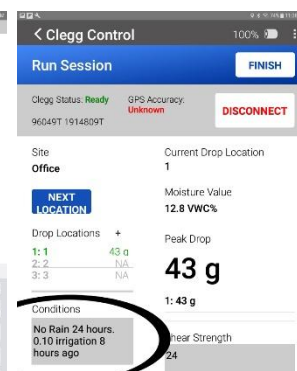 < Clegg Control 100%
Run Session FINISH
Clegg Status: Ready GPS Accuracy:
Unknown
96049T 1914809T DISCONNECT
Site Current Drop Location
Office 1
NEXT Moisture Value
LOCATION 12.8 VWC%
Drop Locations + Peak Drop
1: 1 43 g
2: 2 NA 43 g
3: 3 NA
1: 43 g
Conditions
No Rain 24 hours.
0.10 irrigation 8 Strength
hours ago 24